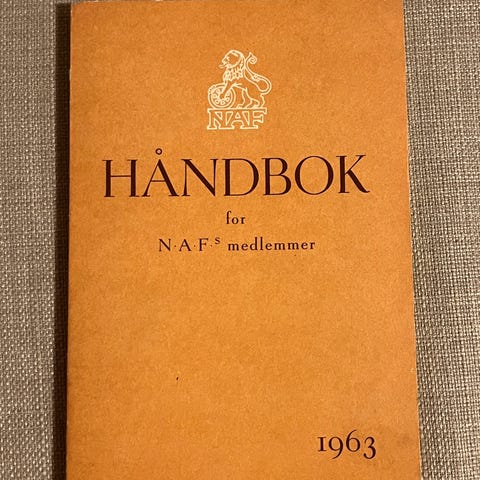 NAF
HÅNDBOK
for
N·A·F·s medlemmer
1963